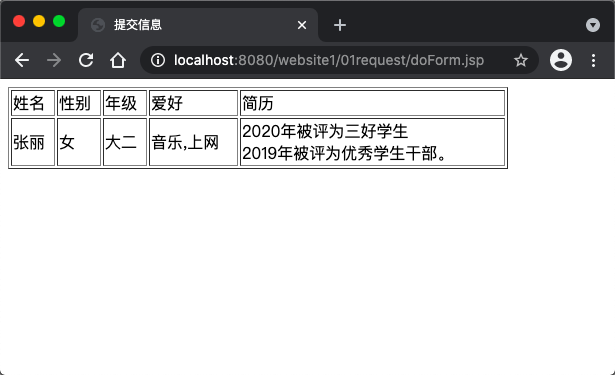 提交信息
localhost:8080/website1/01request/doForm.jsp
姓名 性别 年级 爱好 简历
张丽 女 大二 音乐,上网 2020年被评为三好学生
2019年被评为优秀学生干部。